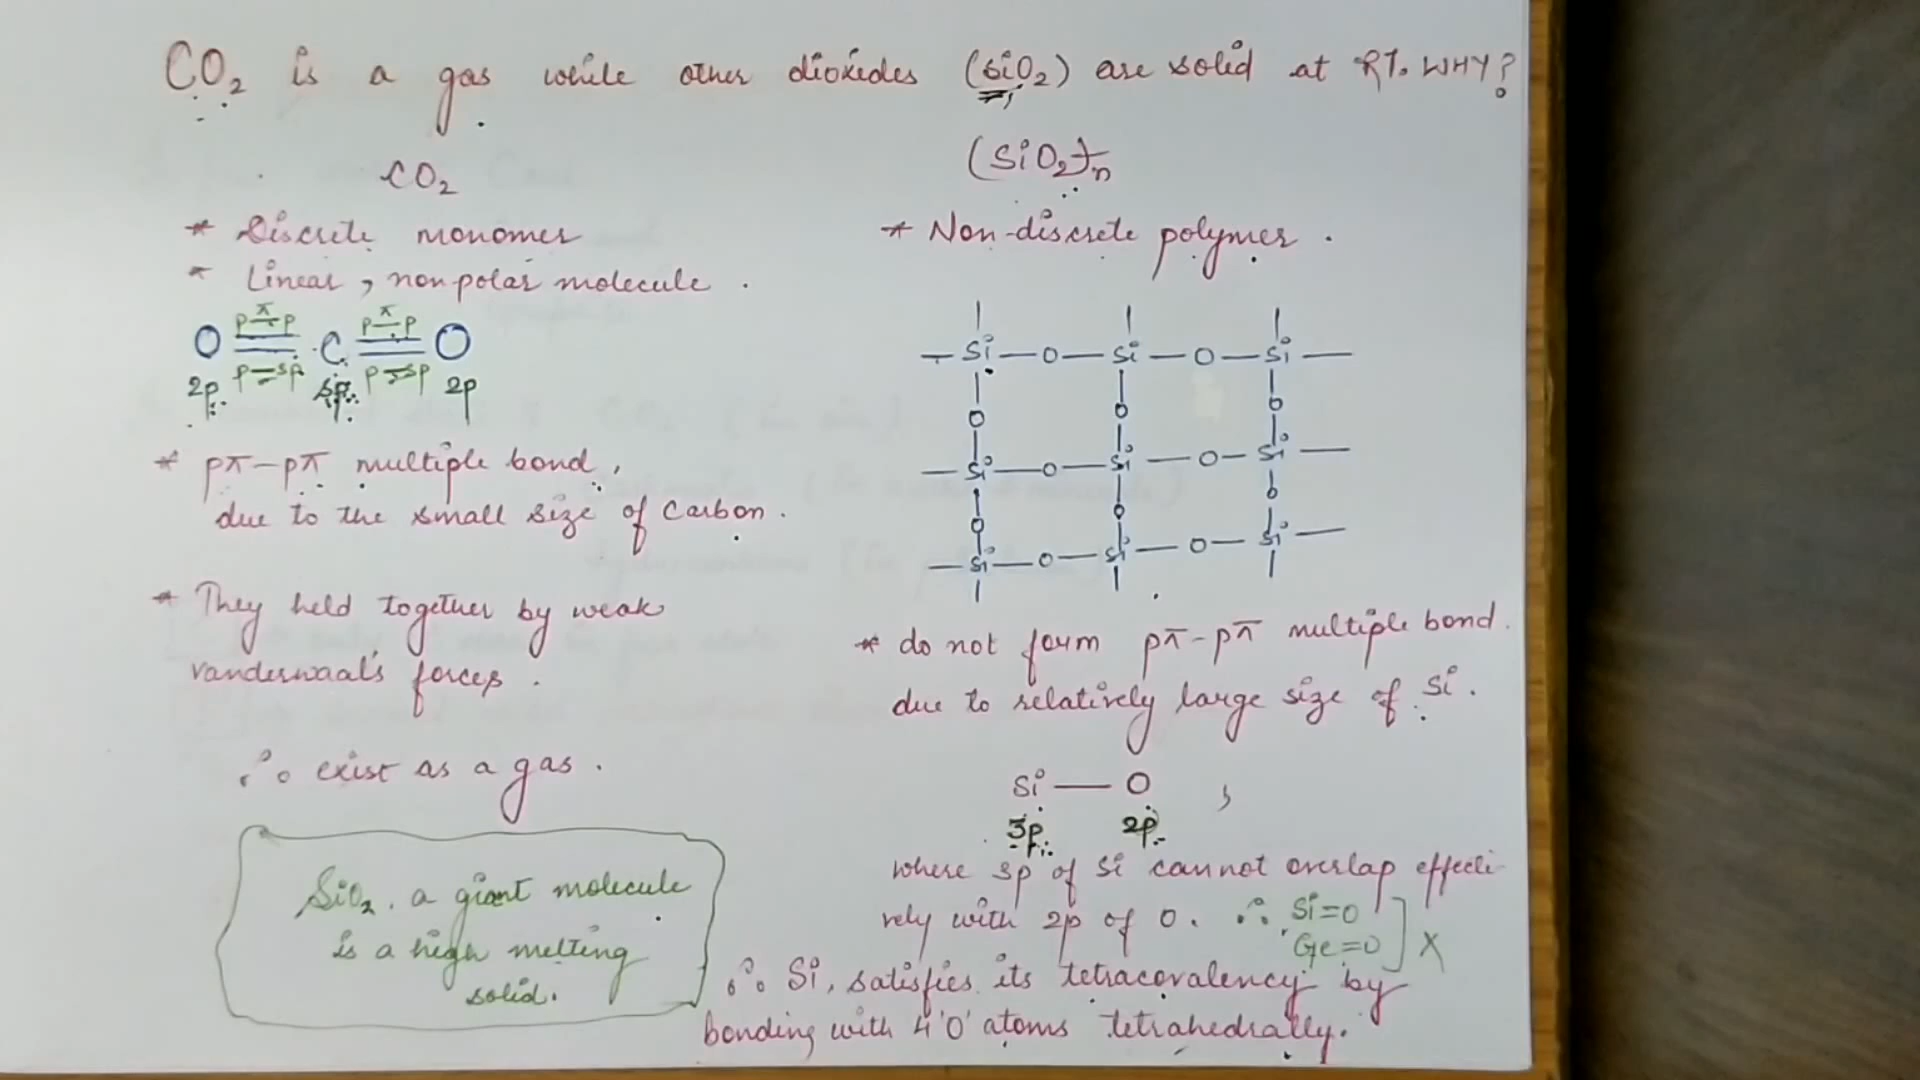 CO2 is a gas while other dioxides (SiO2) are solid at RT. WHY?
CO2
* Discrete monomer
* Linear, nonpolar molecule.
p π p p π p
O = C = O
p-sp p-sp
2p sp 2p
* pπ-pπ multiple bond,
due to the small size of Carbon.
* They held together by weak
vanderwaal's forces.
∴ exist as a gas.
SiO2, a giant molecule
is a high melting
solid.
(SiO2)n
* Non-discrete polymer.
— Si — O — Si — O — Si —
O O O
— Si — O — Si — O — Si —
O O O
— Si — O — Si — O — Si —
* do not form pπ-pπ multiple bond.
due to relatively large size of Si.
Si — O,
3p 2p
where 3p of Si cannot overlap effecti-
vely with 2p of O. ∴ Si=O
Ge=O ] X
∴ Si, satisfies its tetracovalency by
bonding with 4 'O' atoms tetrahedrally.